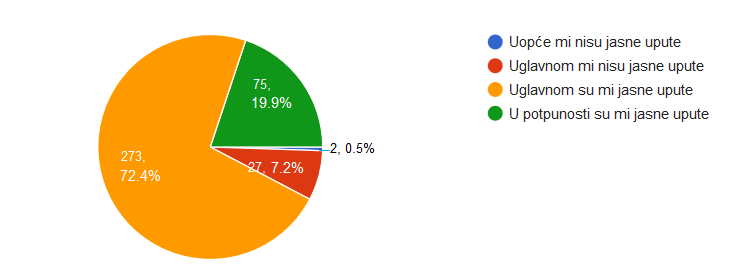 Uopće mi nisu jasne upute
Uglavnom mi nisu jasne upute
Uglavnom su mi jasne upute
U potpunosti su mi jasne upute
75,
19.9%
2, 0.5%
27, 7.2%
273,
72.4%